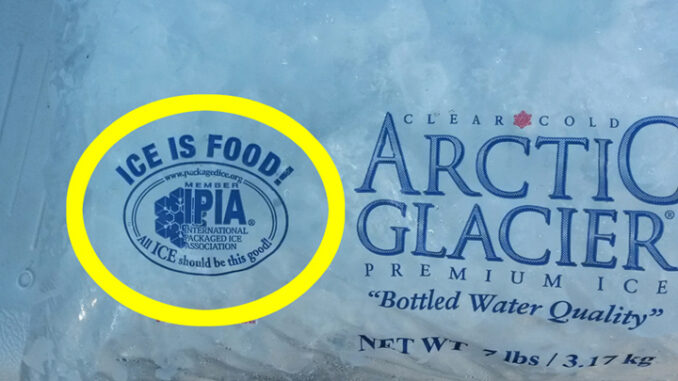 ICE IS FOOD!
www.packagedice.org
MEMBER
IPIA®
INTERNATIONAL
PACKAGED ICE
ASSOCIATION
All ICE should be this good!
CLEAR COLD
ARCTIC
GLACIER®
PREMIUM ICE
"Bottled Water Quality"
NET WT 7 lbs / 3.17 kg